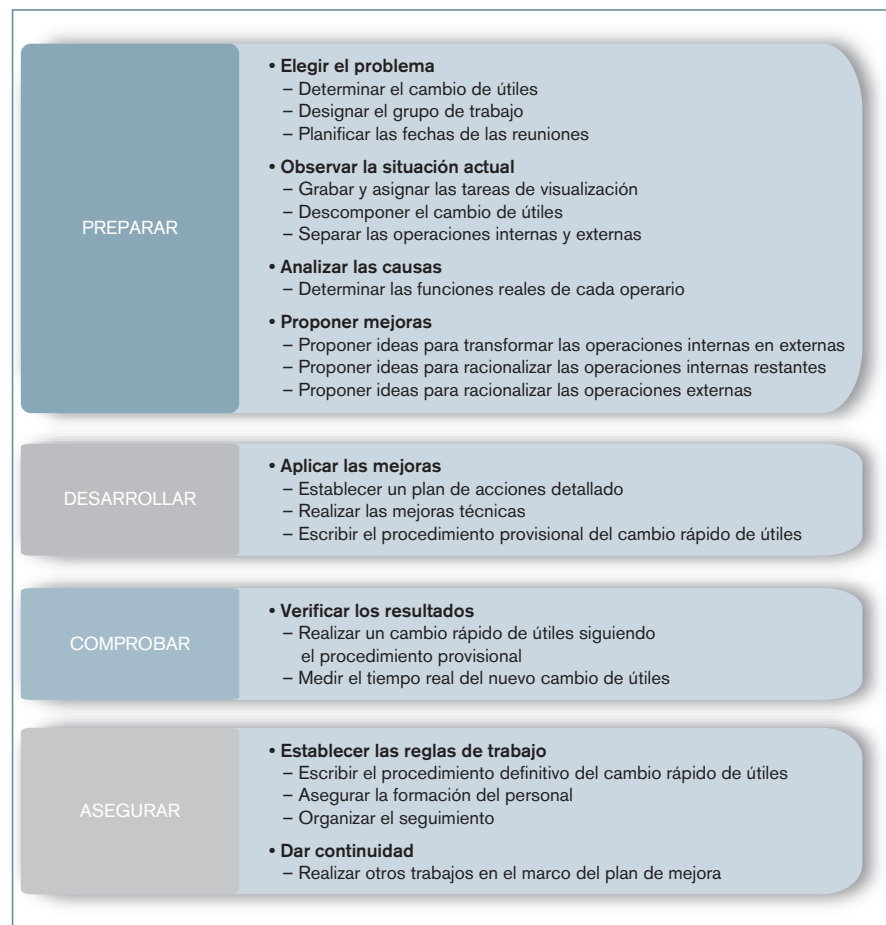 PREPARAR
• Elegir el problema
– Determinar el cambio de útiles
– Designar el grupo de trabajo
– Planificar las fechas de las reuniones
• Observar la situación actual
– Grabar y asignar las tareas de visualización
– Descomponer el cambio de útiles
– Separar las operaciones internas y externas
• Analizar las causas
– Determinar las funciones reales de cada operario
• Proponer mejoras
– Proponer ideas para transformar las operaciones internas en externas
– Proponer ideas para racionalizar las operaciones internas restantes
– Proponer ideas para racionalizar las operaciones externas
DESARROLLAR
• Aplicar las mejoras
– Establecer un plan de acciones detallado
– Realizar las mejoras técnicas
– Escribir el procedimiento provisional del cambio rápido de útiles
COMPROBAR
• Verificar los resultados
– Realizar un cambio rápido de útiles siguiendo
el procedimiento provisional
– Medir el tiempo real del nuevo cambio de útiles
ASEGURAR
• Establecer las reglas de trabajo
– Escribir el procedimiento definitivo del cambio rápido de útiles
– Asegurar la formación del personal
– Organizar el seguimiento
• Dar continuidad
– Realizar otros trabajos en el marco del plan de mejora